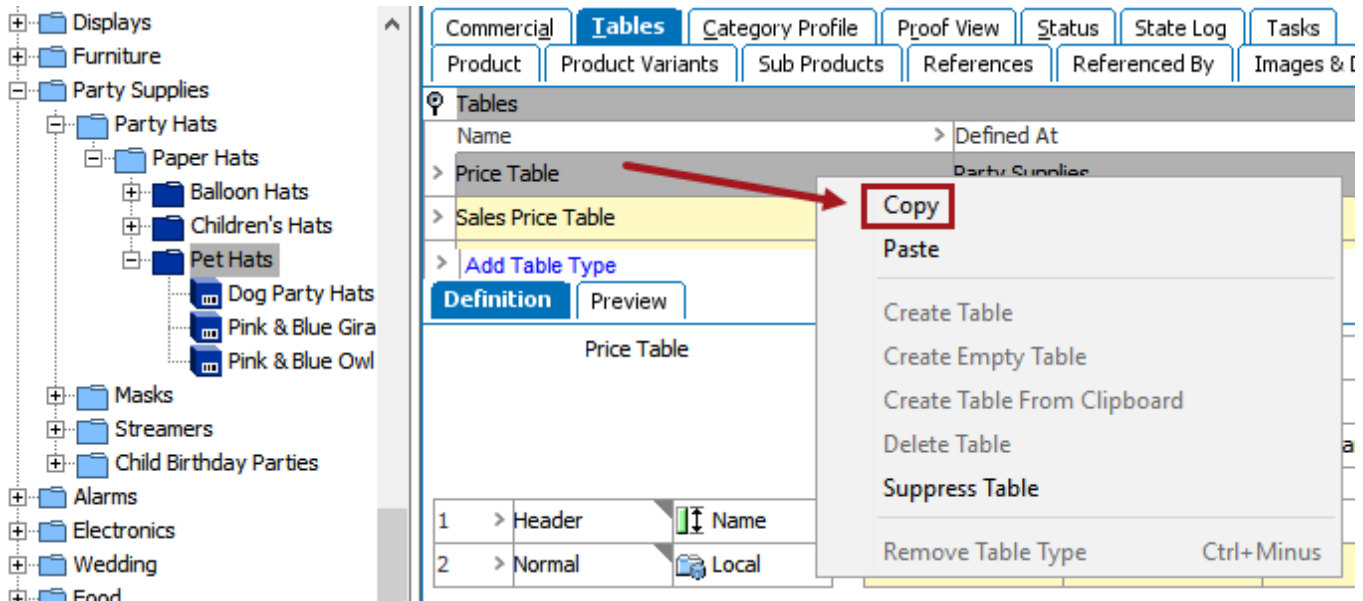 Displays
Furniture
Party Supplies
Party Hats
Paper Hats
Balloon Hats
Children's Hats
Pet Hats
Dog Party Hats
Pink & Blue Gira
Pink & Blue Owl
Masks
Streamers
Child Birthday Parties
Alarms
Electronics
Wedding
Food
Commercial Tables Category Profile Proof View Status State Log Tasks
Product Product Variants Sub Products References Referenced By Images &
Tables
Name > Defined At
> Price Table Party Supplies
> Sales Price Table
> Add Table Type
Definition Preview
Price Table
1 > Header Name
2 > Normal Local
Copy
Paste
Create Table
Create Empty Table
Create Table From Clipboard
Delete Table
Suppress Table
Remove Table Type Ctrl+Minus